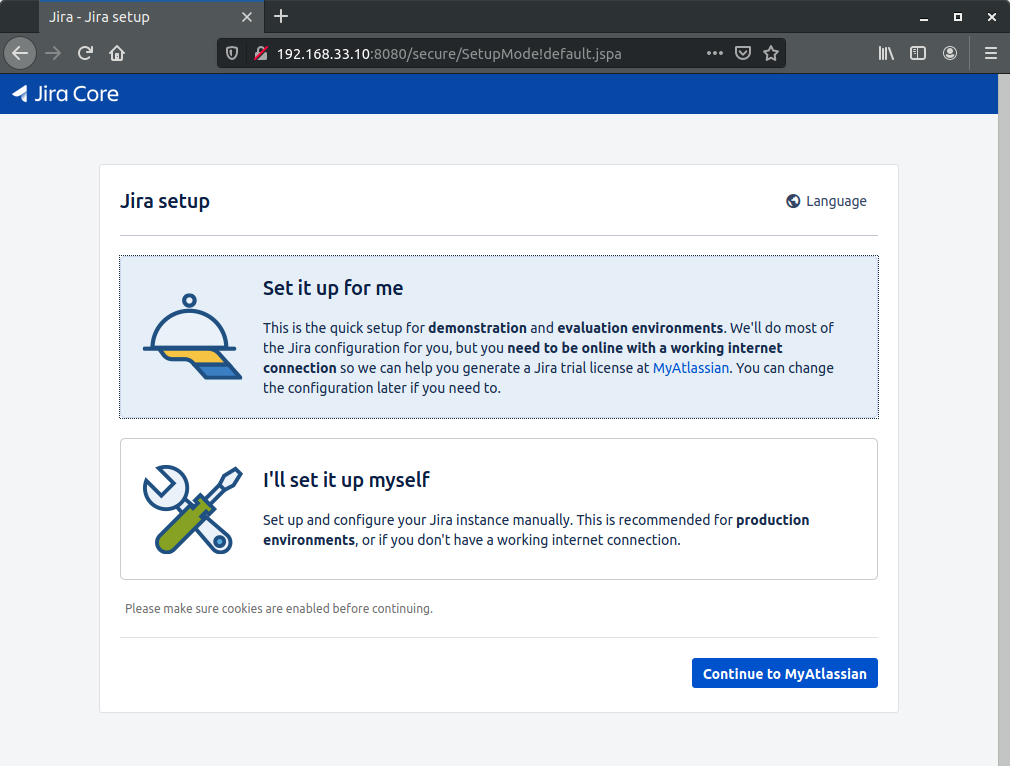 Jira - Jira setup
192.168.33.10:8080/secure/SetupMode!default.jspa
Jira Core
Jira setup
Language
Set it up for me
This is the quick setup for demonstration and evaluation environments. We'll do most of
the Jira configuration for you, but you need to be online with a working internet
connection so we can help you generate a Jira trial license at MyAtlassian. You can change
the configuration later if you need to.
I'll set it up myself
Set up and configure your Jira instance manually. This is recommended for production
environments, or if you don't have a working internet connection.
Please make sure cookies are enabled before continuing.
Continue to MyAtlassian